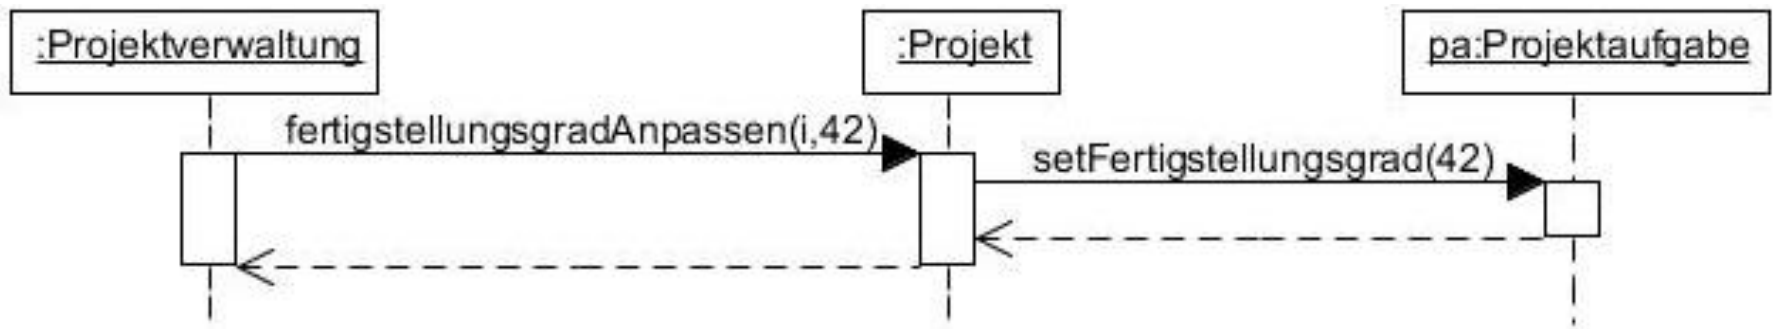 :Projektverwaltung
:Projekt
pa:Projektaufgabe
fertigstellungsgradAnpassen(i,42)
setFertigstellungsgrad(42)